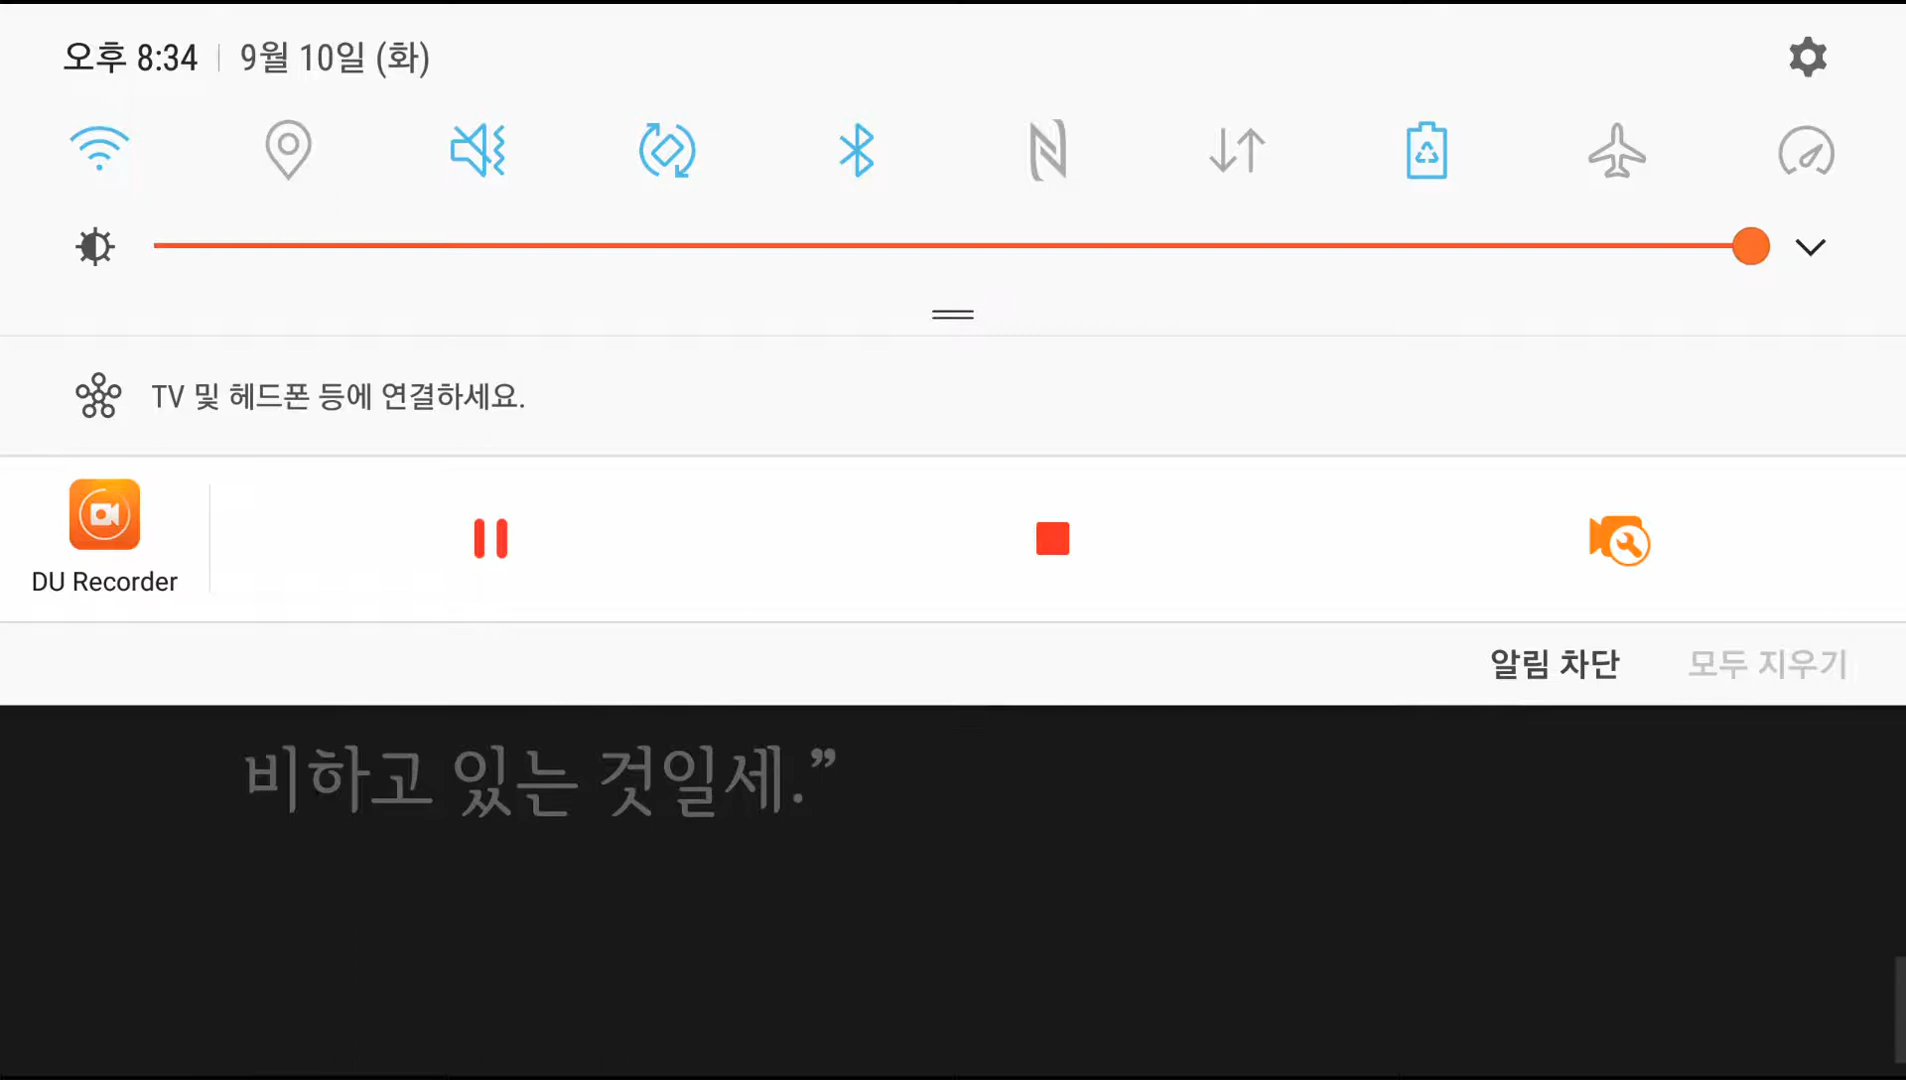 오후 8:34 | 9월 10일 (화)
TV 및 헤드폰 등에 연결하세요.
DU Recorder
알림 차단 모두 지우기
비하고 있는 것일세.”